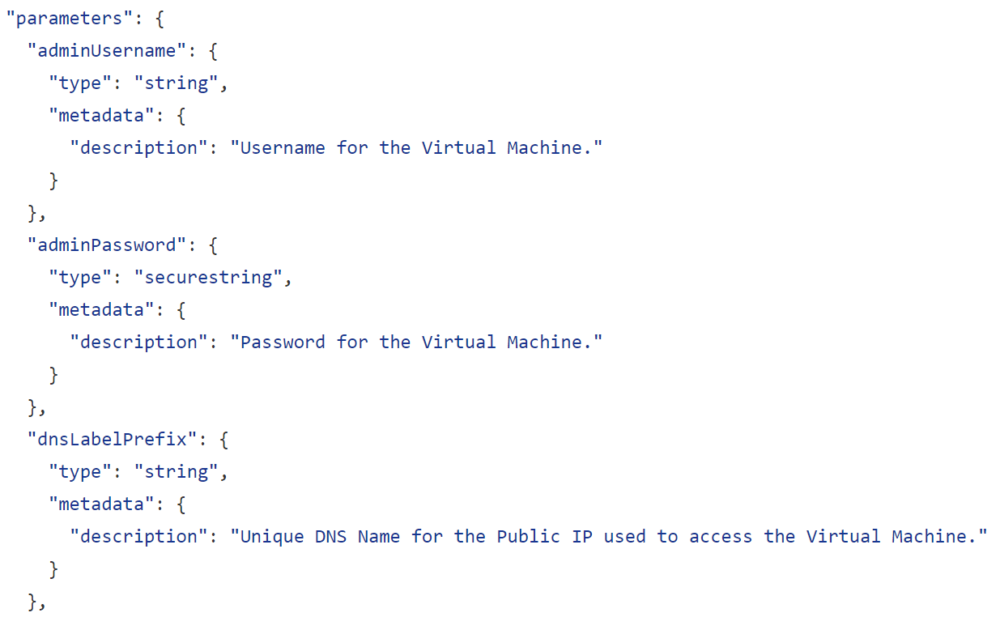 "parameters": {
  "adminUsername": {
    "type": "string",
    "metadata": {
      "description": "Username for the Virtual Machine."
    }
  },
  "adminPassword": {
    "type": "securestring",
    "metadata": {
      "description": "Password for the Virtual Machine."
    }
  },
  "dnsLabelPrefix": {
    "type": "string",
    "metadata": {
      "description": "Unique DNS Name for the Public IP used to access the Virtual Machine."
    }
  },